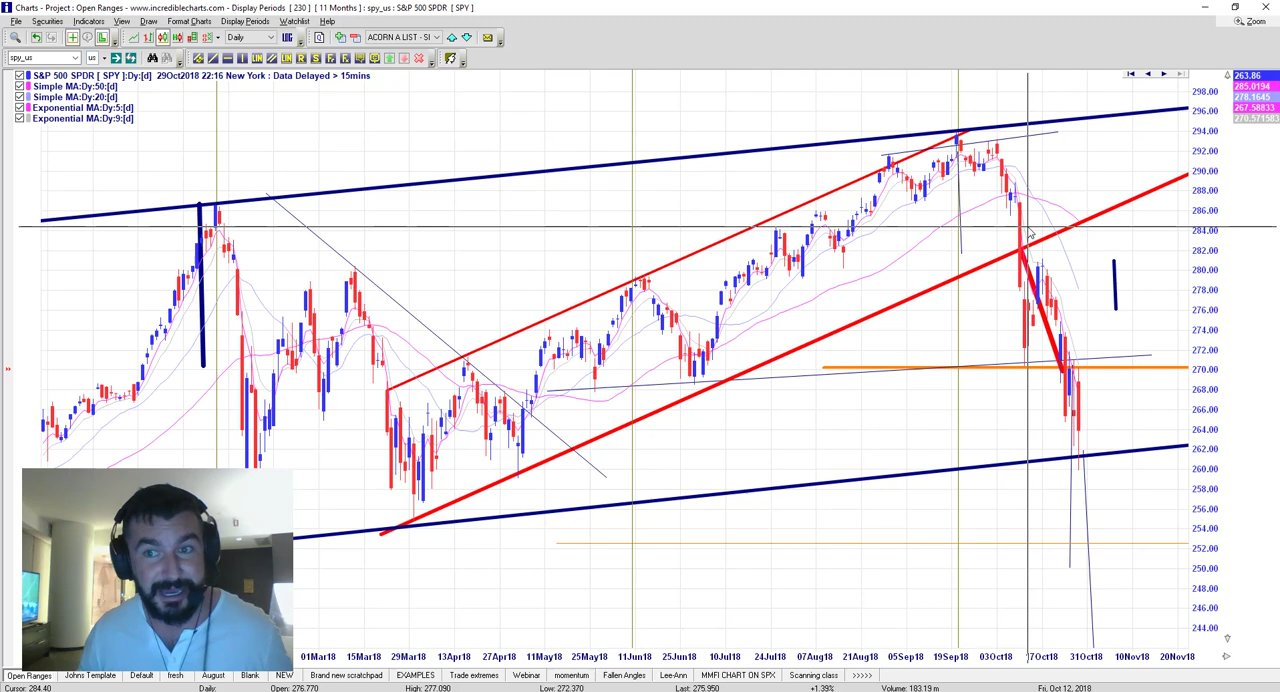 Charts - Project : Open Ranges - www.incrediblecharts.com - Display Periods [ 230 ] [ 11 Months ] : spy_us : S&P 500 SPDR [ SPY ]
File Securities Indicators View Draw Format Charts Display Periods Watchlist Help
Zoom
Daily ACORN A LIST - SI
spy_us us
S&P 500 SPDR [ SPY ]:Dy:[d] 29Oct2018 22:16 New York : Data Delayed > 15mins
Simple MA:Dy:50:[d]
Simple MA:Dy:20:[d]
Exponential MA:Dy:5:[d]
Exponential MA:Dy:9:[d]
263.86
285.0194
278.1645
267.58833
270.571583
298.00
296.00
294.00
292.00
290.00
288.00
286.00
284.00
282.00
280.00
278.00
276.00
274.00
272.00
270.00
268.00
266.00
264.00
262.00
260.00
258.00
256.00
254.00
252.00
250.00
248.00
246.00
244.00
01Mar18 15Mar18 29Mar18 13Apr18 27Apr18 11May18 25May18 11Jun18 25Jun18 10Jul18 24Jul18 07Aug18 21Aug18 05Sep18 19Sep18 03Oct18 17Oct18 31Oct18 10Nov18 20Nov18
Open Ranges Johns Template Default fresh August Blank NEW Brand new scratchpad EXAMPLES Trade extremes Webinar momentum Fallen Angles Lee-Ann MMFI CHART ON SPX Scanning class >>>>>
Cursor: 284.40 Daily: Open: 276.770 High: 277.090 Low: 272.370 Last: 275.950 +1.39% Volume: 183.19 m Fri, Oct 12, 2018